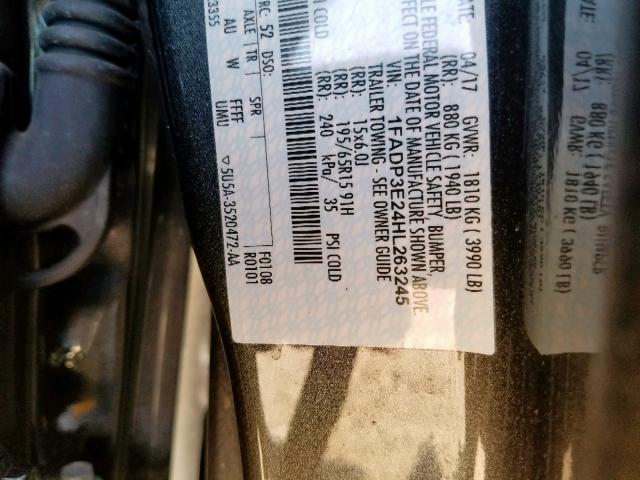 DATE 04/17 GVWR: 1810 KG ( 3990 LB)
(RR): 880 KG ( 1940 LB)
FEDERAL MOTOR VEHICLE SAFETY, BUMPER,
EFFECT ON THE DATE OF MANUFACTURE SHOWN ABOVE.
VIN: 1FADP3E24HL263245
TRAILER TOWING - SEE OWNER GUIDE
15x6.0J
(RR): 195/65R15 91H
(RR): 240 kPa/ 35 PSI COLD
PSI COLD
RC: 52 DSO:
AXLE TR SPR F0108
AU W FFFF R0101
UMU
3355
5U5A-3520472-AA